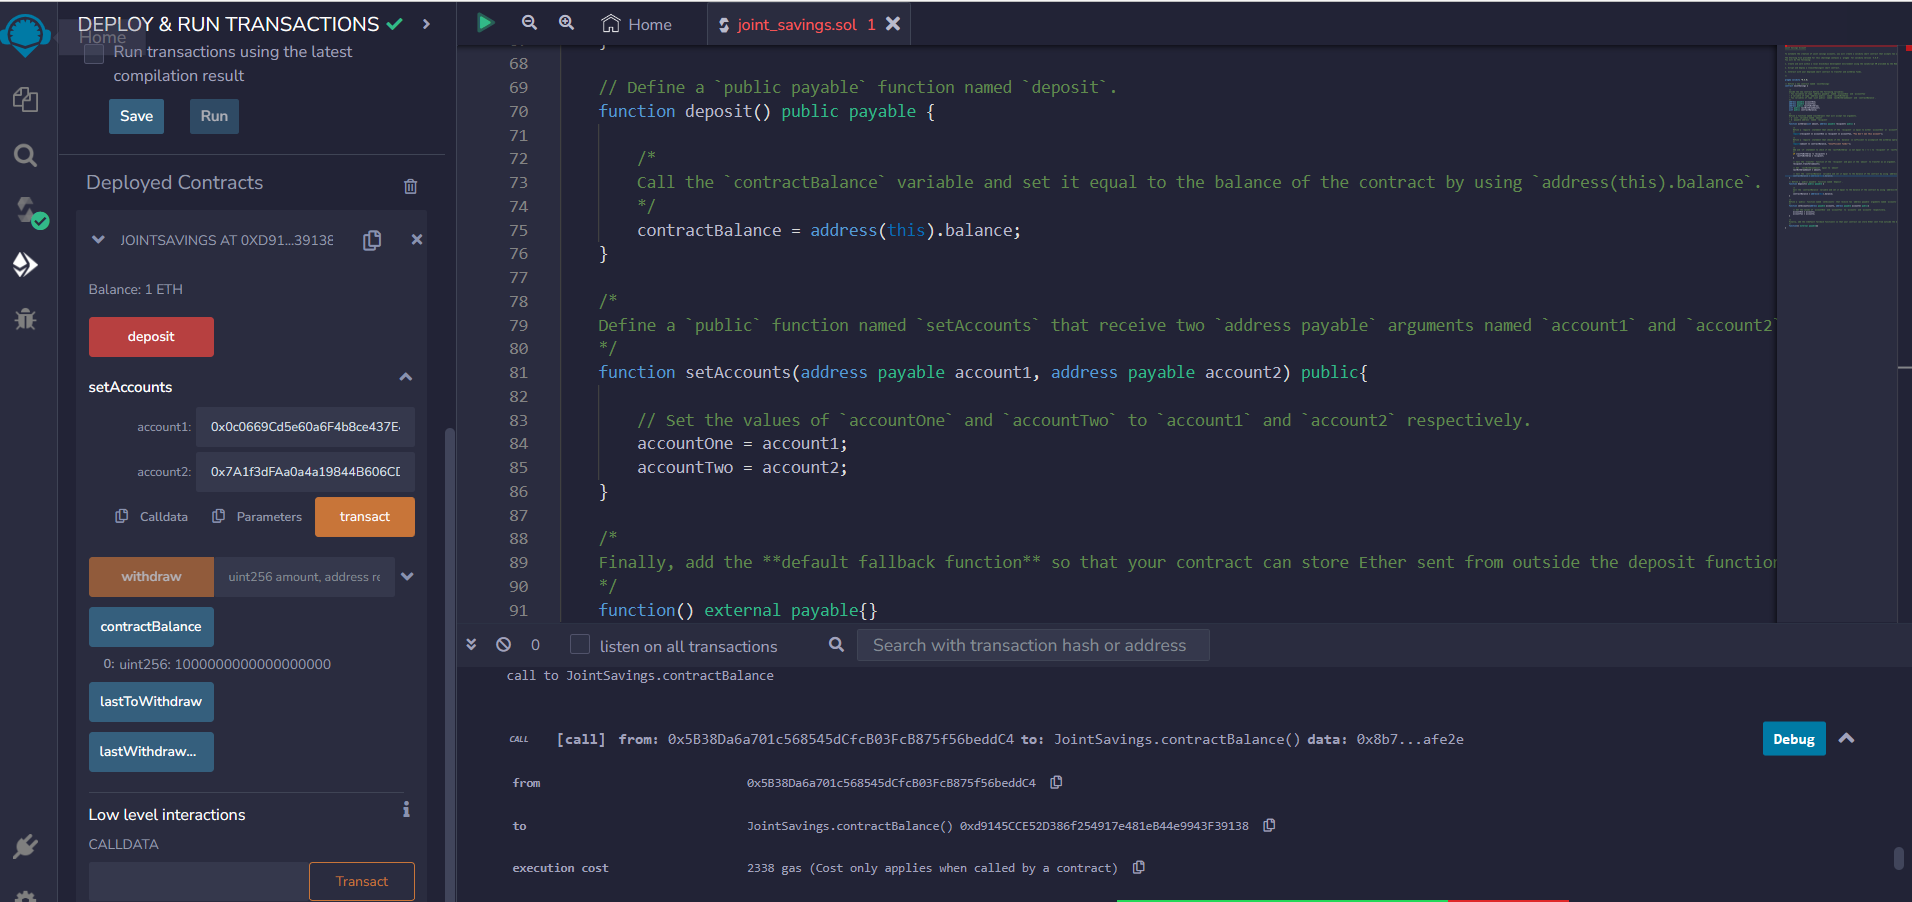 DEPLOY & RUN TRANSACTIONS
Home
Run transactions using the latest
compilation result
Save
Run
Deployed Contracts
JOINTSAVINGS AT 0XD91...39138
Balance: 1 ETH
deposit
setAccounts
account1:
0x0c0669Cd5e60a6F4b8ce437E
account2:
0x7A1f3dFAa0a4a19844B606CD
Calldata
Parameters
transact
withdraw
uint256 amount, address re
contractBalance
0: uint256: 1000000000000000000
lastToWithdraw
lastWithdraw...
Low level interactions
i
CALLDATA
Transact
Home
joint_savings.sol 1
68
69 // Define a `public payable` function named `deposit`.
70 function deposit() public payable {
71
72 /*
73 Call the `contractBalance` variable and set it equal to the balance of the contract by using `address(this).balance`.
74 */
75 contractBalance = address(this).balance;
76 }
77
78 /*
79 Define a `public` function named `setAccounts` that receive two `address payable` arguments named `account1` and `account2`
80 */
81 function setAccounts(address payable account1, address payable account2) public{
82
83 // Set the values of `accountOne` and `accountTwo` to `account1` and `account2` respectively.
84 accountOne = account1;
85 accountTwo = account2;
86 }
87
88 /*
89 Finally, add the **default fallback function** so that your contract can store Ether sent from outside the deposit function
90 */
91 function() external payable{}
0
listen on all transactions
Search with transaction hash or address
call to JointSavings.contractBalance
CALL
[call] from: 0x5B38Da6a701c568545dCfcB03FcB875f56beddC4 to: JointSavings.contractBalance() data: 0x8b7...afe2e
Debug
from 0x5B38Da6a701c568545dCfcB03FcB875f56beddC4
to JointSavings.contractBalance() 0xd9145CCE52D386f254917e481eB44e9943F39138
execution cost 2338 gas (Cost only applies when called by a contract)